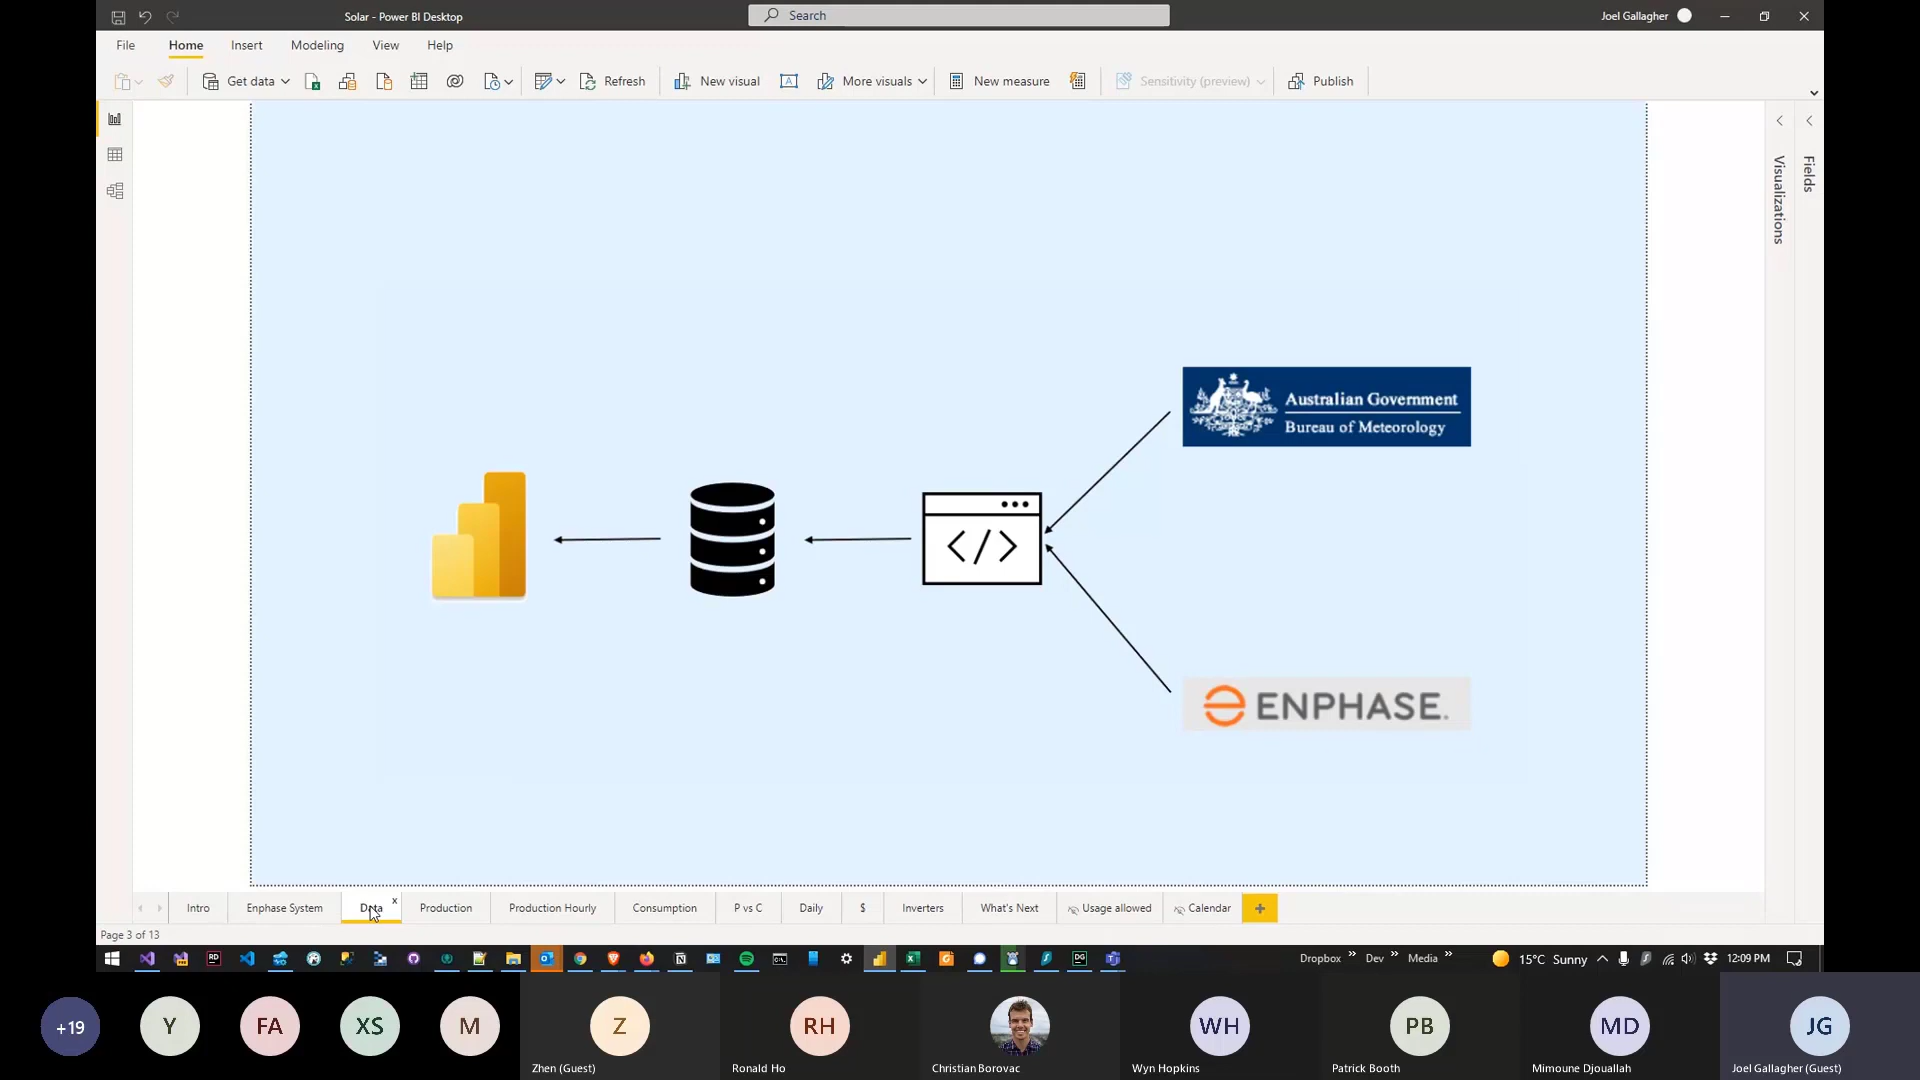 Solar - Power BI Desktop
Search
Joel Gallagher
File
Home
Insert
Modeling
View
Help
Get data
Refresh
New visual
More visuals
New measure
Sensitivity (preview)
Publish
Visualizations
Fields
Australian Government
Bureau of Meteorology
</>
ENPHASE.
Intro
Enphase System
Data
x
Production
Production Hourly
Consumption
P vs C
Daily
$
Inverters
What's Next
Usage allowed
Calendar
+
Page 3 of 13
Dropbox
Dev
Media
15°C Sunny
12:09 PM
+19
Y
FA
XS
M
Z
RH
WH
PB
MD
JG
Zhen (Guest)
Ronald Ho
Christian Borovac
Wyn Hopkins
Patrick Booth
Mimoune Djouallah
Joel Gallagher (Guest)